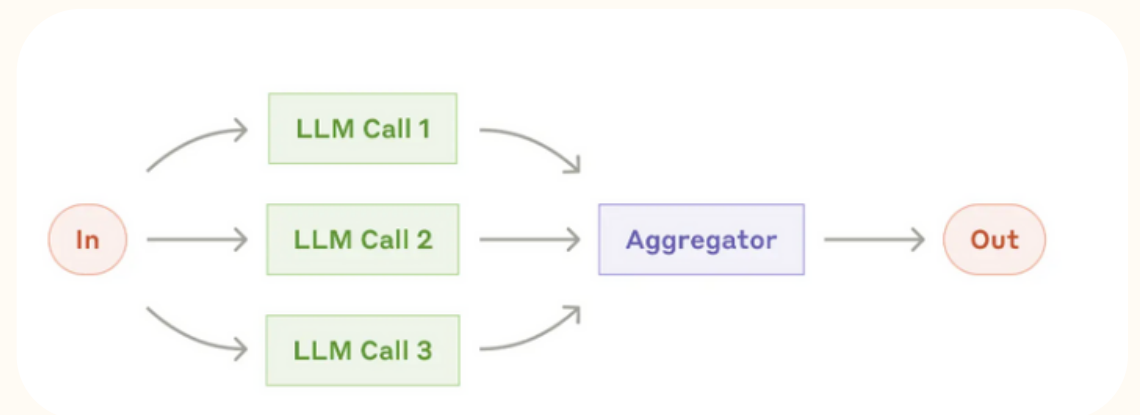 LLM Call 1
In
LLM Call 2
Aggregator
Out
LLM Call 3